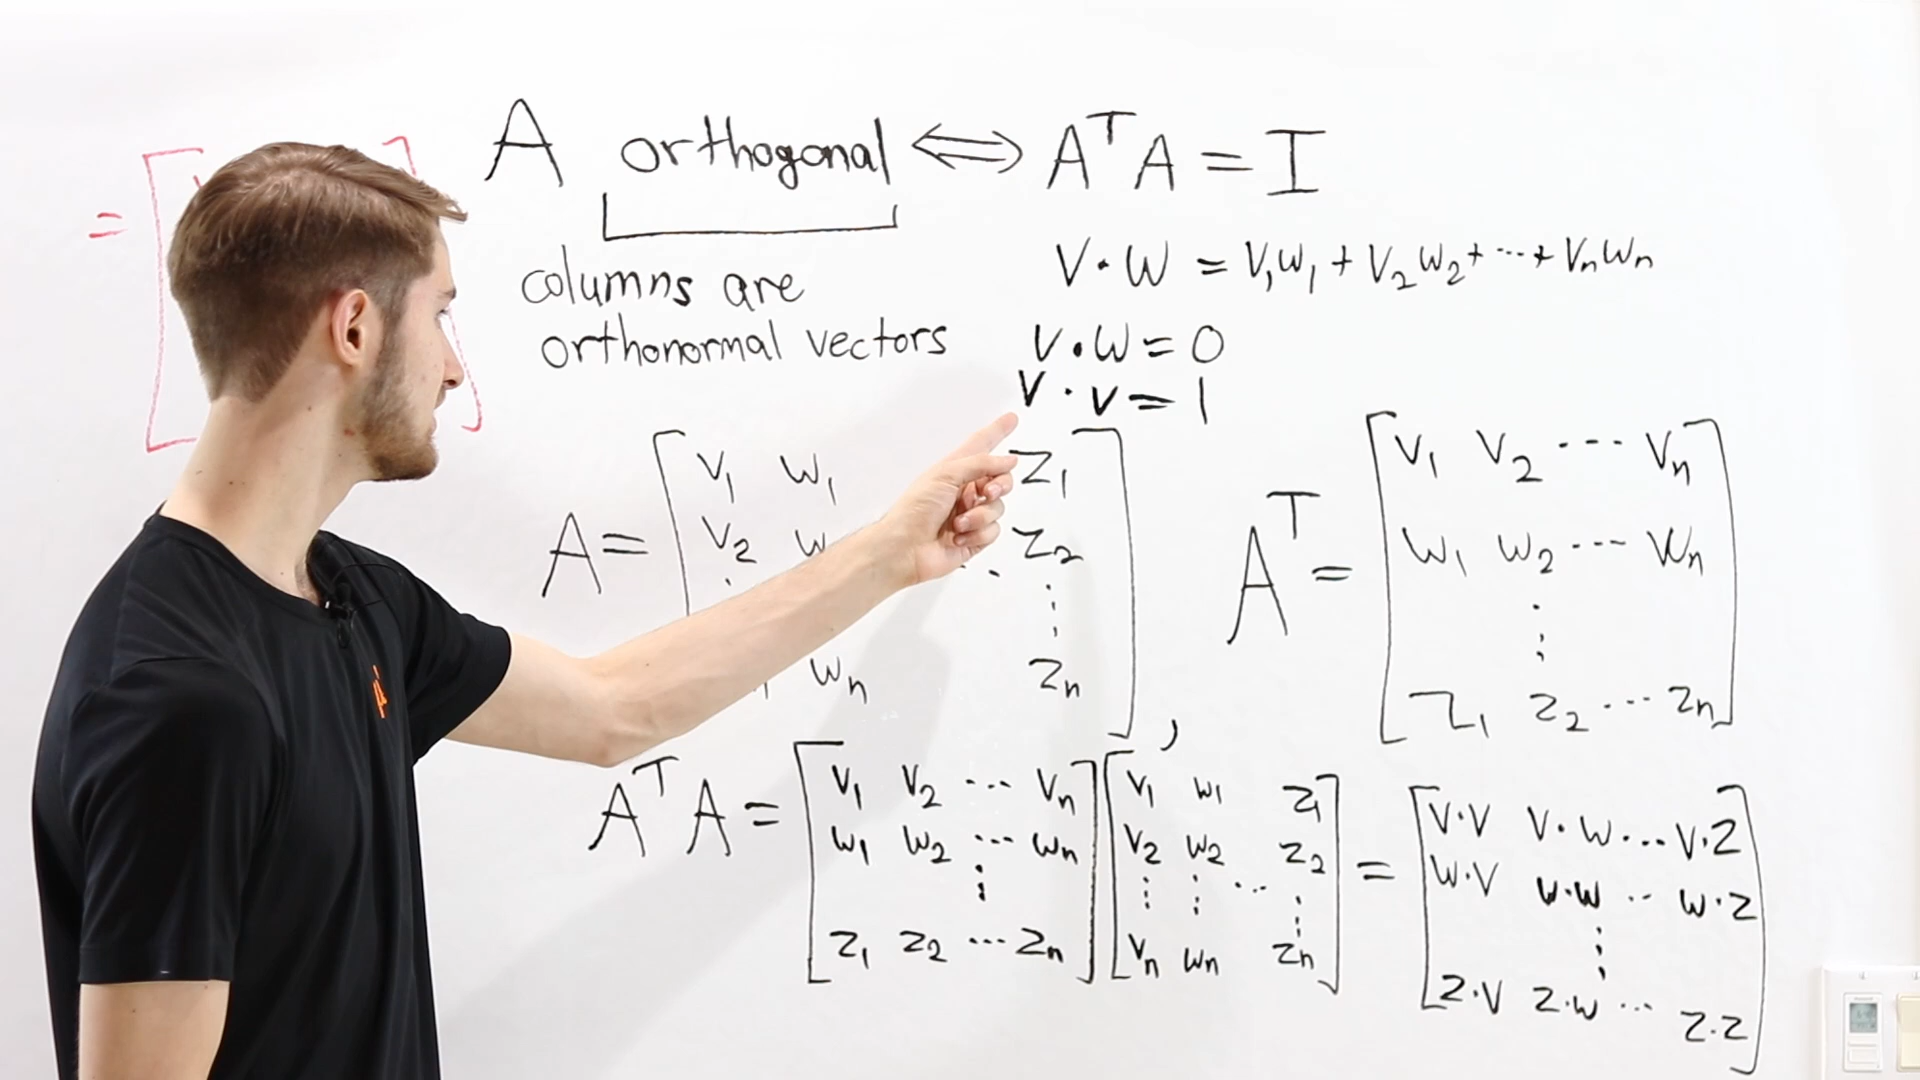 A orthogonal ⟺ AᵀA = I
=
columns are
orthonormal vectors
V · W = V₁W₁ + V₂W₂ + ··· + VₙWₙ
V · W = 0
V · V = 1
A = [ V₁ W₁ Z₁
V₂ W Z₂
⋮
Wₙ Zₙ ] ,
Aᵀ = [ V₁ V₂ ··· Vₙ
W₁ W₂ ··· Wₙ
⋮
Z₁ Z₂ ··· Zₙ ]
AᵀA = [ V₁ V₂ ··· Vₙ
W₁ W₂ ··· Wₙ
⋮
Z₁ Z₂ ··· Zₙ ]
[ V₁ W₁ Z₁
V₂ W₂ Z₂
⋮ ⋮ ··· ⋮
Vₙ Wₙ Zₙ ]
= [ V·V V·W ··· V·Z
W·V W·W ·· W·Z
⋮
Z·V Z·W ··· Z·Z ]